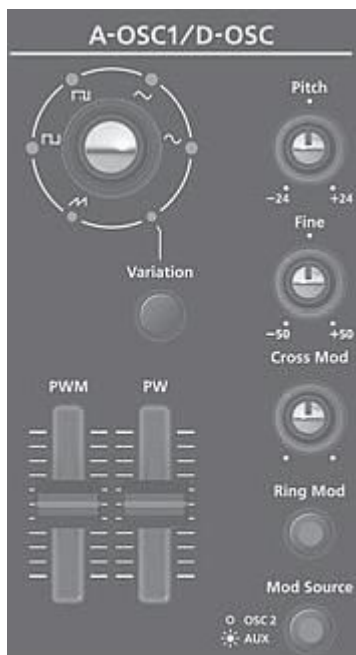 A-OSC1/D-OSC
Pitch
-24 +24
Fine
Variation
-50 +50
Cross Mod
PWM PW
Ring Mod
Mod Source
OSC 2
AUX